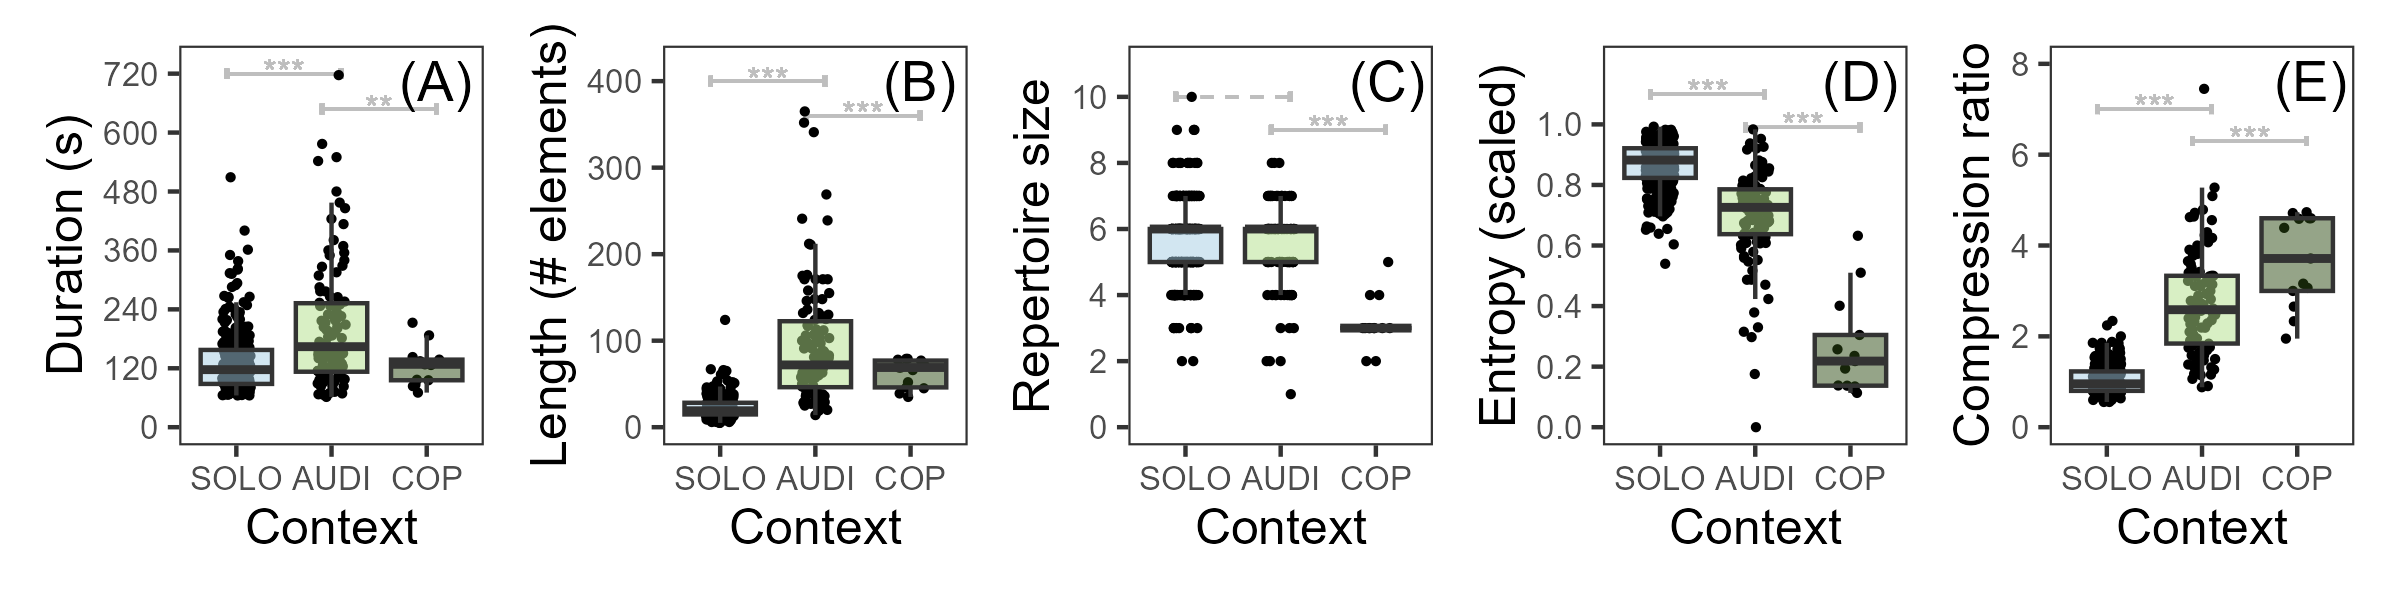 Duration (s)
720
600
480
360
240
120
0
***
**
(A)
SOLO AUDI COP
Context
Length (# elements)
400
300
200
100
0
***
***
(B)
SOLO AUDI COP
Context
Repertoire size
10
8
6
4
2
0
***
(C)
SOLO AUDI COP
Context
Entropy (scaled)
1.0
0.8
0.6
0.4
0.2
0.0
***
***
(D)
SOLO AUDI COP
Context
Compression ratio
8
6
4
2
0
***
***
(E)
SOLO AUDI COP
Context